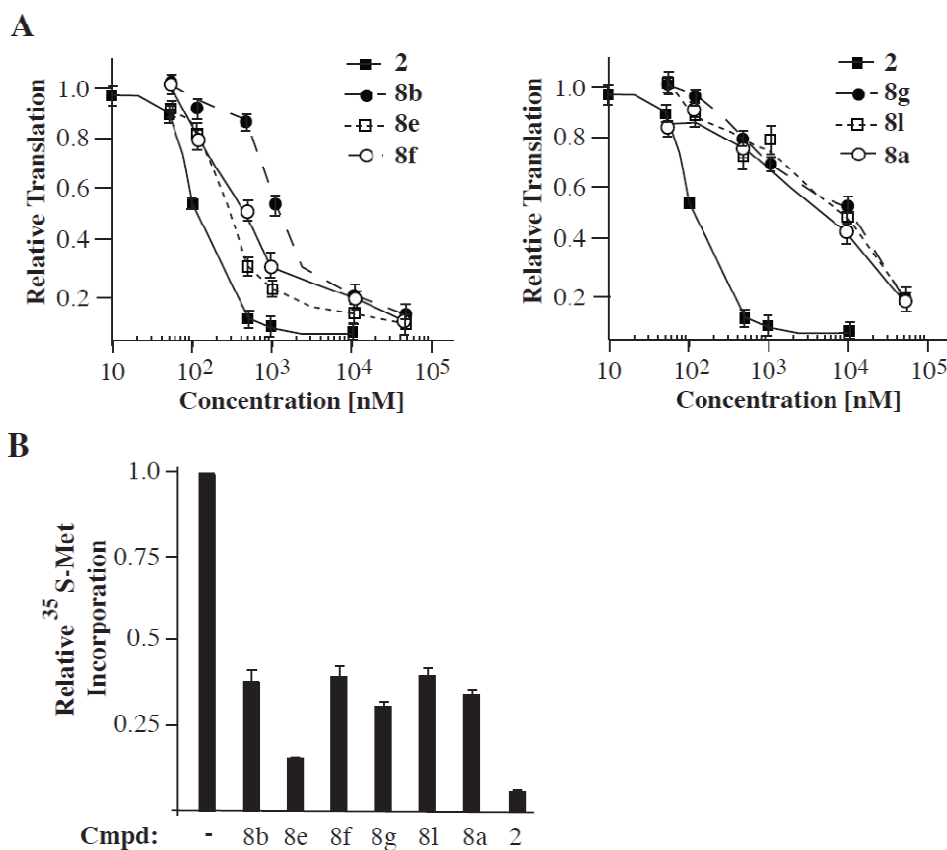 A
Relative Translation
1.0
0.8
0.6
0.4
0.2
10
10²
10³
10⁴
10⁵
Concentration [nM]
2
8b
8e
8f
Relative Translation
1.0
0.8
0.6
0.4
0.2
10
10²
10³
10⁴
10⁵
Concentration [nM]
2
8g
8l
8a
B
Relative ³⁵ S-Met
Incorporation
1.0
0.75
0.5
0.25
Cmpd: - 8b 8e 8f 8g 8l 8a 2